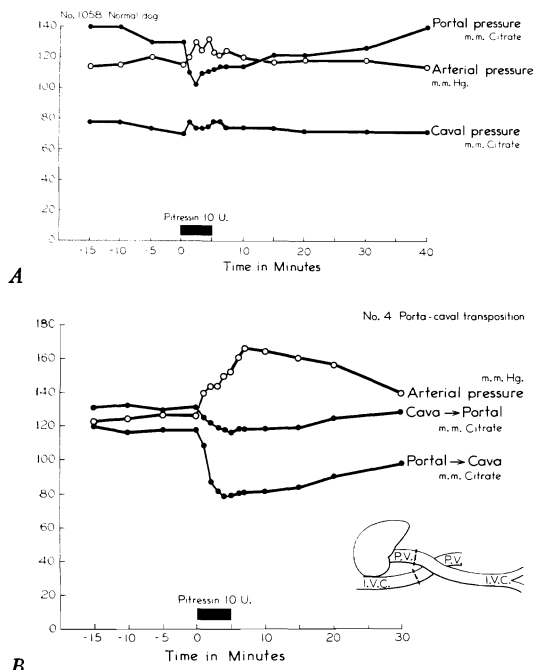 No. 1058 Normal dog
Portal pressure
m.m. Citrate
Arterial pressure
m.m. Hg.
Caval pressure
m.m. Citrate
140
120
100
80
60
40
20
0
Pitressin 10 U.
-15 -10 -5 0 10 20 30 40
Time in Minutes
A
No. 4 Porta-caval transposition
180
160
140
120
100
80
60
40
20
0
m.m. Hg.
Arterial pressure
Cava → Portal
m.m. Citrate
Portal → Cava
m.m. Citrate
P.V. P.V.
I.V.C. I.V.C.
Pitressin 10 U.
-15 -10 -5 0 5 10 15 20 30
Time in Minutes
B